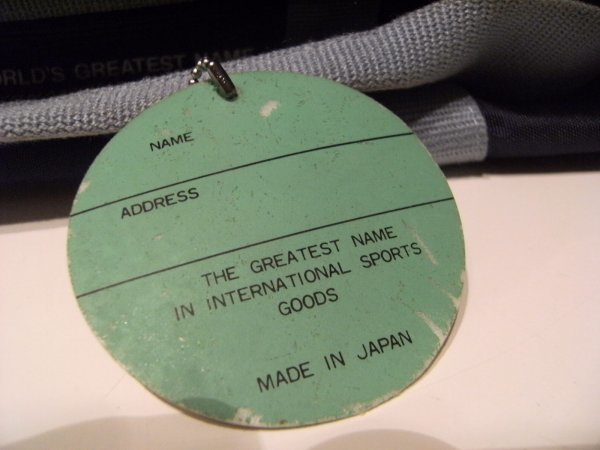 WORLD'S GREATEST NAME
NAME
ADDRESS
THE GREATEST NAME
IN INTERNATIONAL SPORTS
GOODS
MADE IN JAPAN